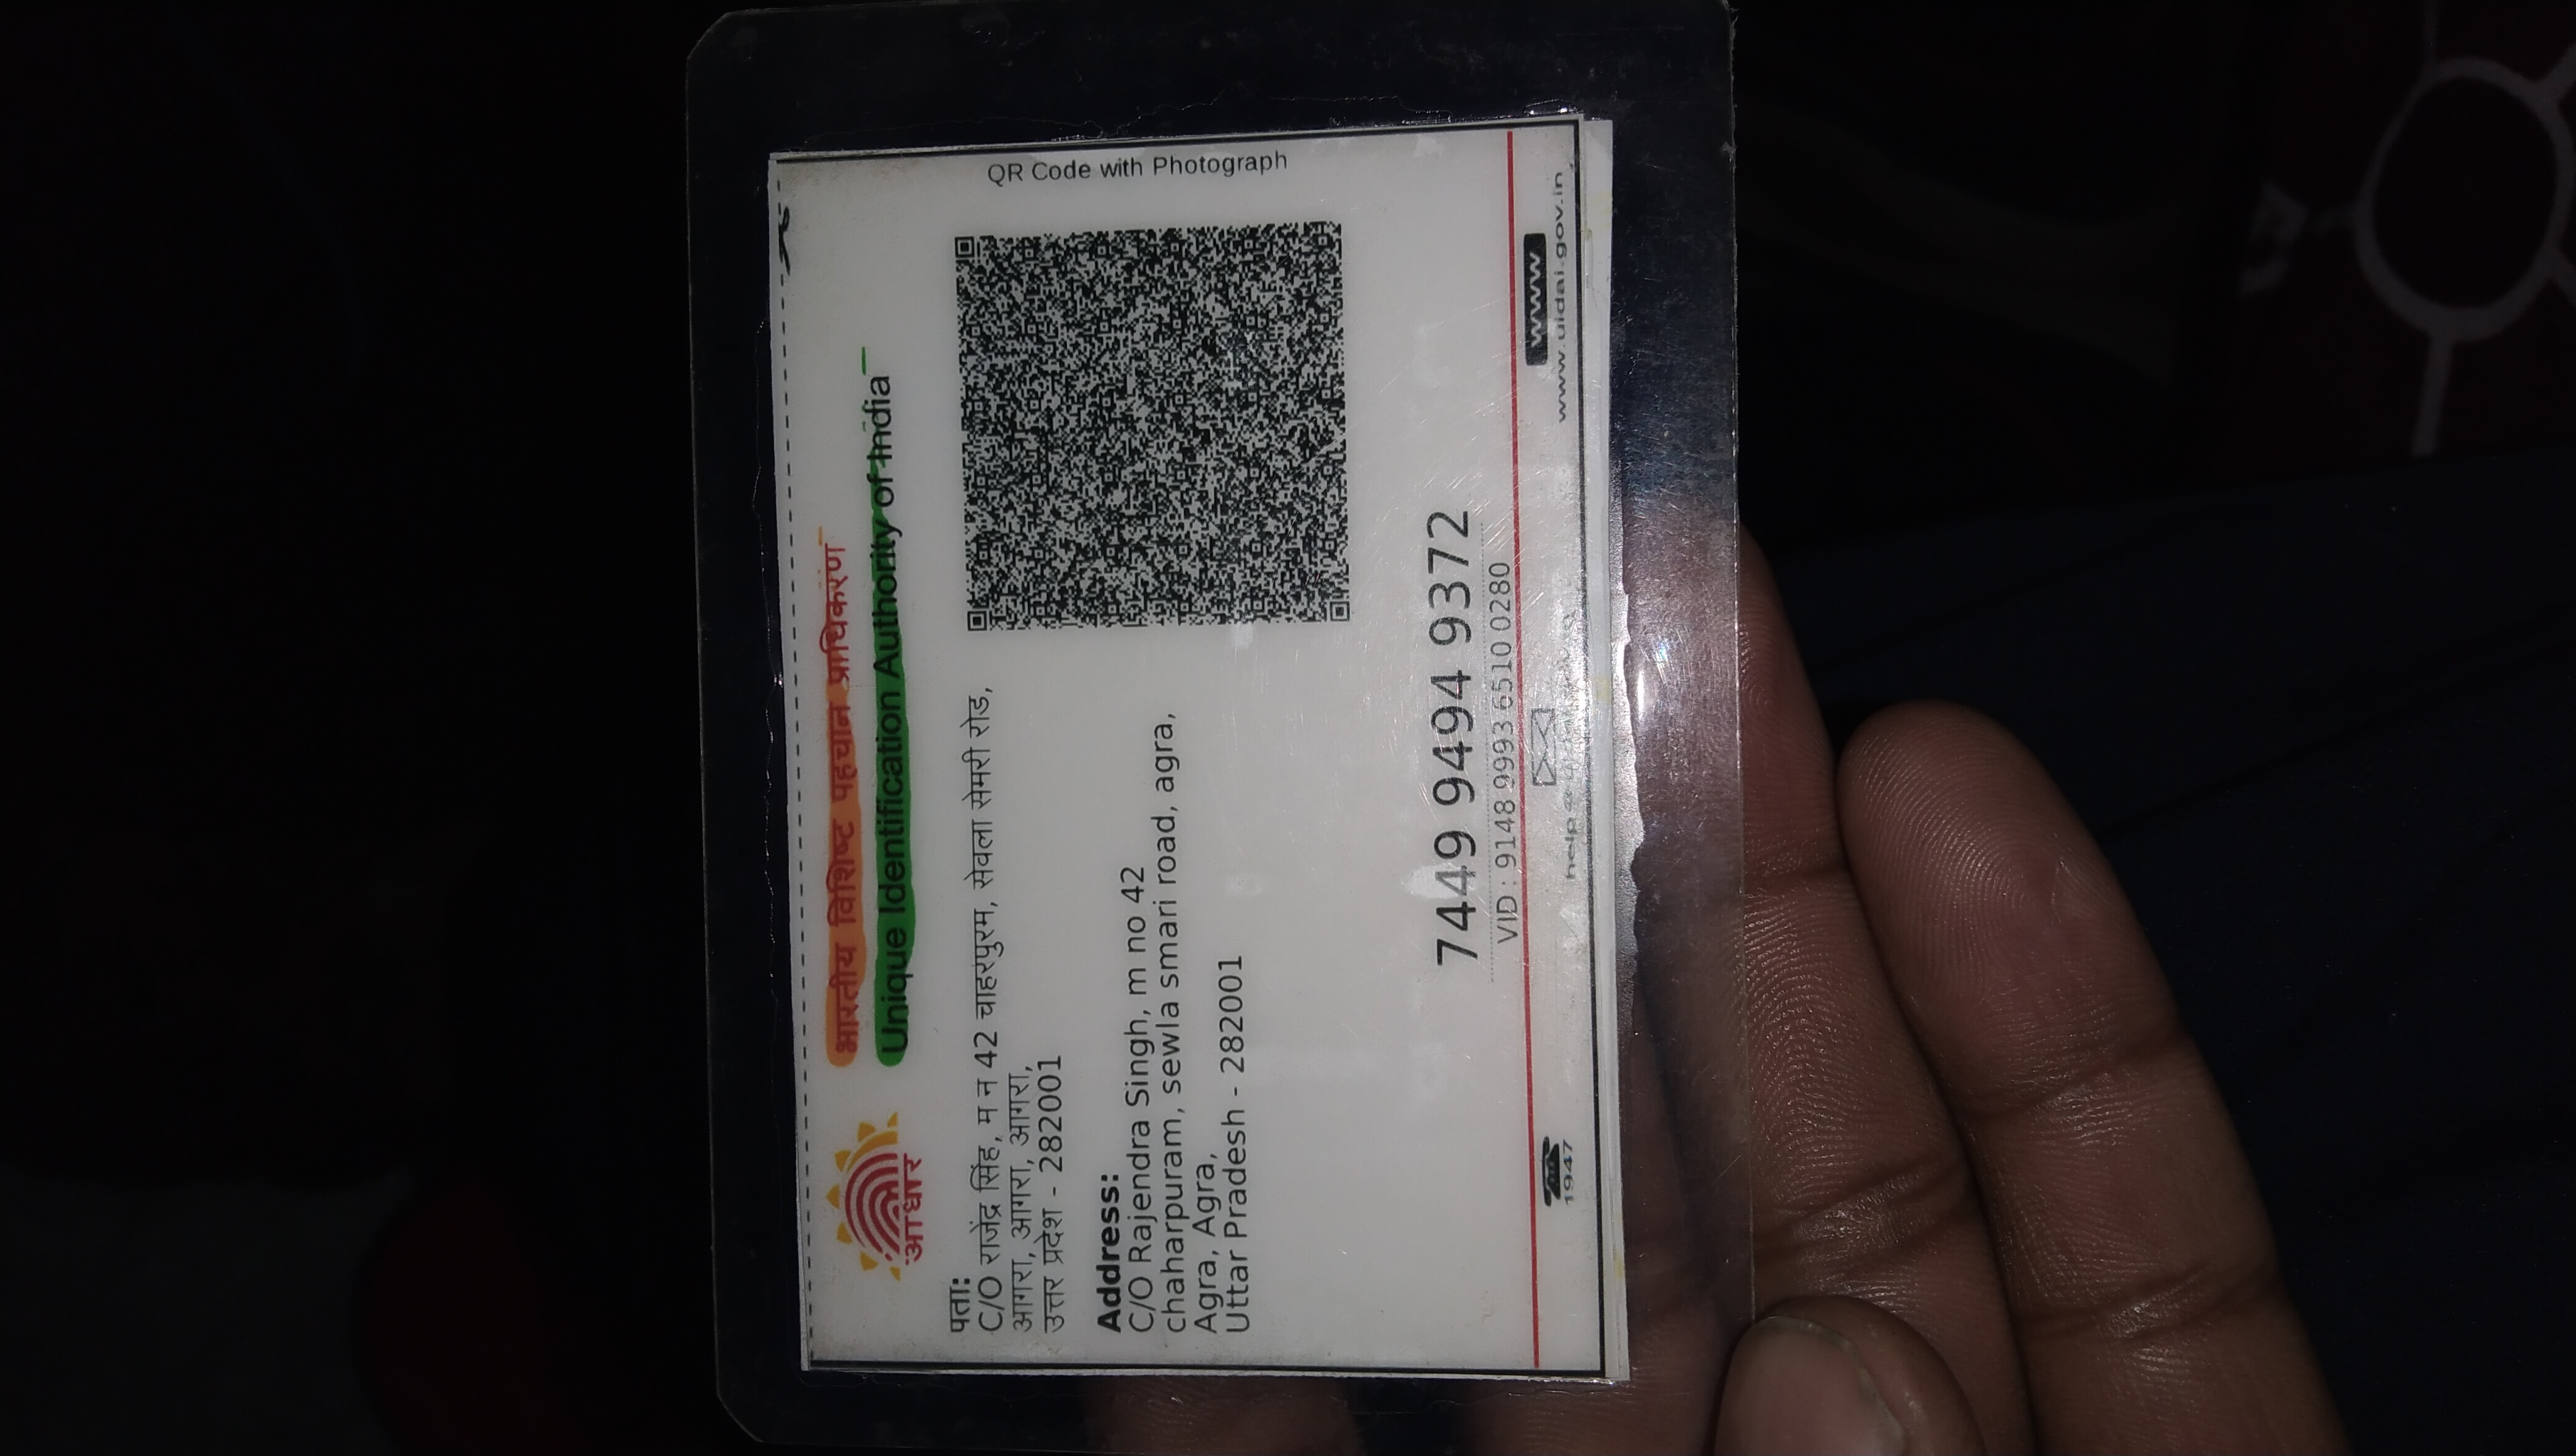 भारतीय विशिष्ट पहचान प्राधिकरण
Unique Identification Authority of India
आधार
पता:
C/O राजेंद्र सिंह, म न 42 चाहरपुरम, सेवला सेमरी रोड,
आगरा, आगरा, आगरा,
उत्तर प्रदेश - 282001
Address:
C/O Rajendra Singh, m no 42
chaharpuram, sewla smari road, agra,
Agra, Agra,
Uttar Pradesh - 282001
QR Code with Photograph
7449 9494 9372
VID : 9148 9993 6510 0280
1947
help@
www
www.uidai.gov.in